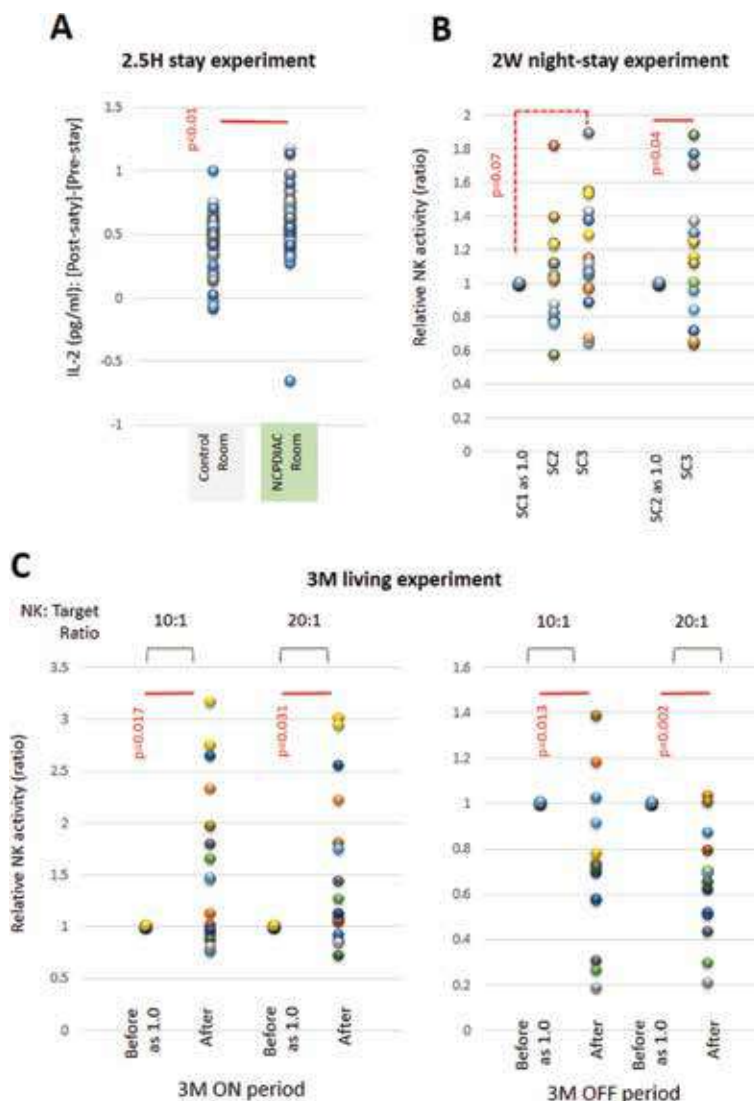 A
2.5H stay experiment
p<0.01
IL-2 (pg/ml): [Post-saty]-[Pre-stay]
1.5
1
0.5
0
-0.5
-1
Control
Room
NCPDIAC
Room
B
2W night-stay experiment
p=0.07
p=0.04
Relative NK activity (ratio)
2
1.8
1.6
1.4
1.2
1
0.8
0.6
0.4
0.2
0
SC1 as 1.0
SC2
SC3
SC2 as 1.0
SC3
C
3M living experiment
NK: Target
Ratio
10:1
20:1
p=0.017
p=0.031
Relative NK activity (ratio)
3.5
3
2.5
2
1.5
1
0.5
0
Before
as 1.0
After
Before
as 1.0
After
3M ON period
10:1
20:1
p=0.013
p=0.002
1.6
1.4
1.2
1
0.8
0.6
0.4
0.2
0
Before
as 1.0
After
Before
as 1.0
After
3M OFF period